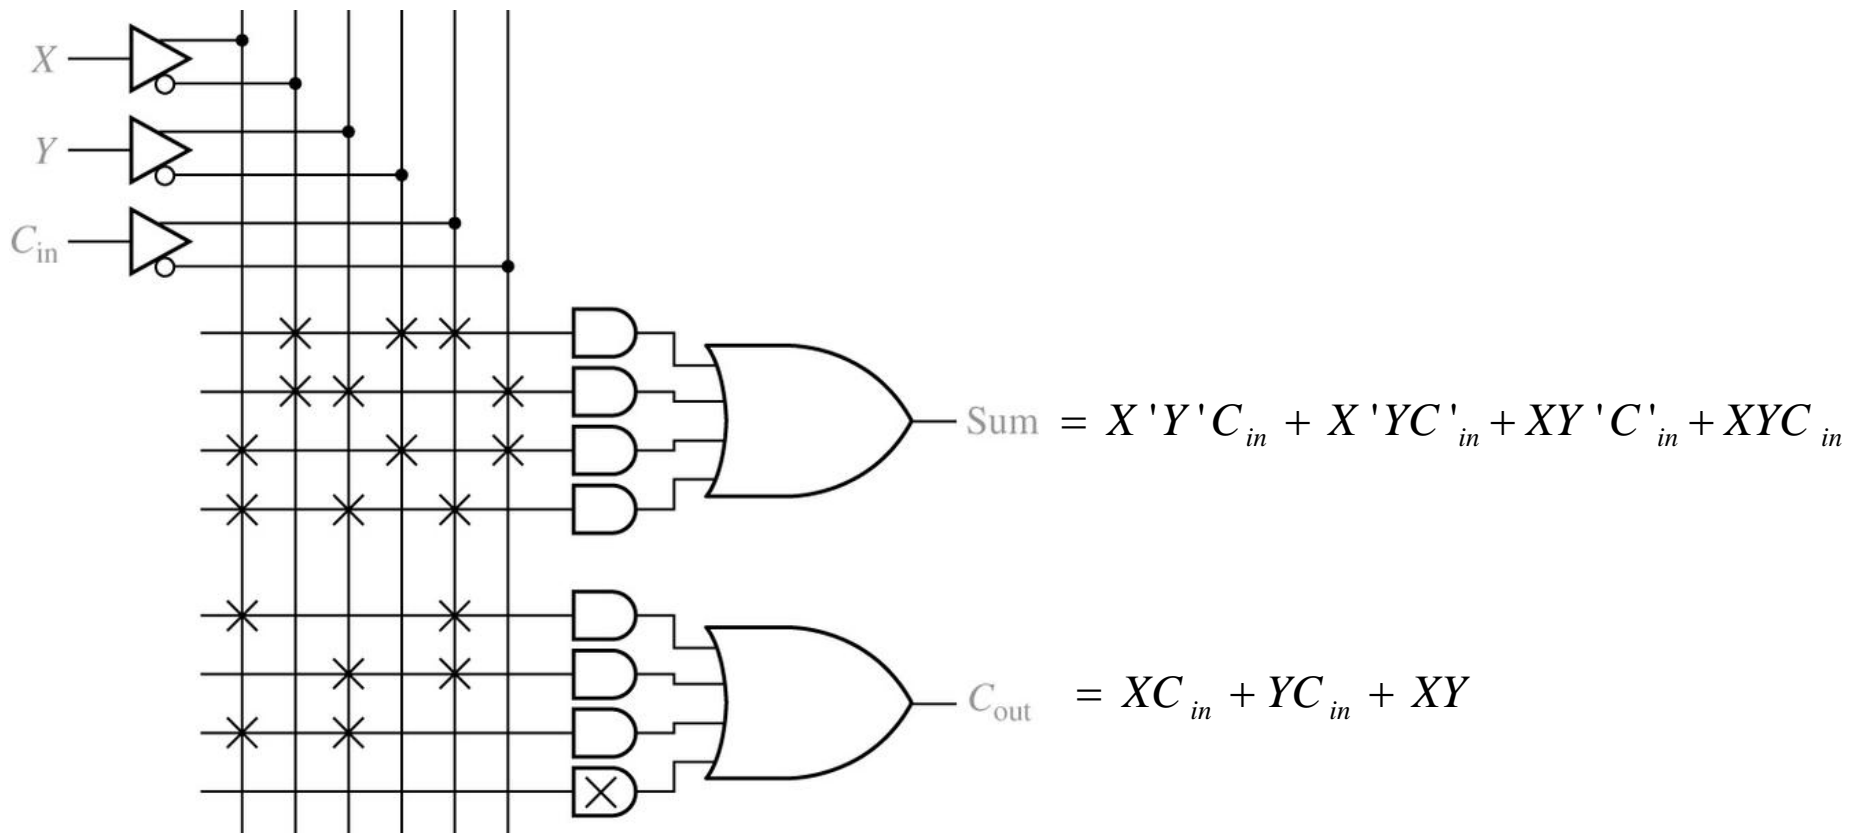 X
Y
C_in
Sum = X'Y'C_in + X'YC'_in + XY'C'_in + XYC_in
C_out = XC_in + YC_in + XY